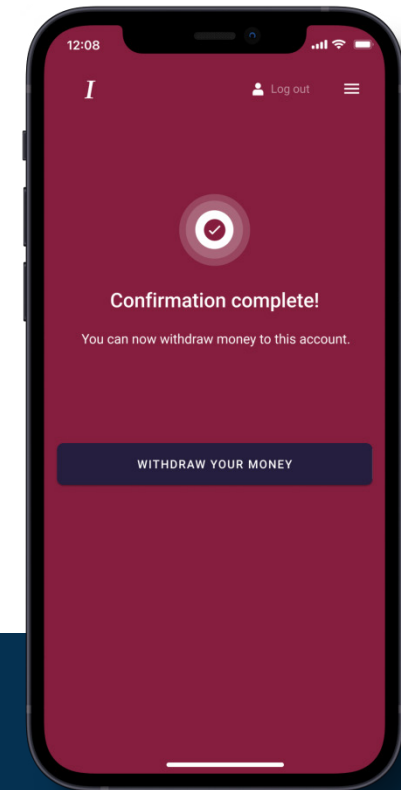 12:08
I
Log out
Confirmation complete!
You can now withdraw money to this account.
WITHDRAW YOUR MONEY